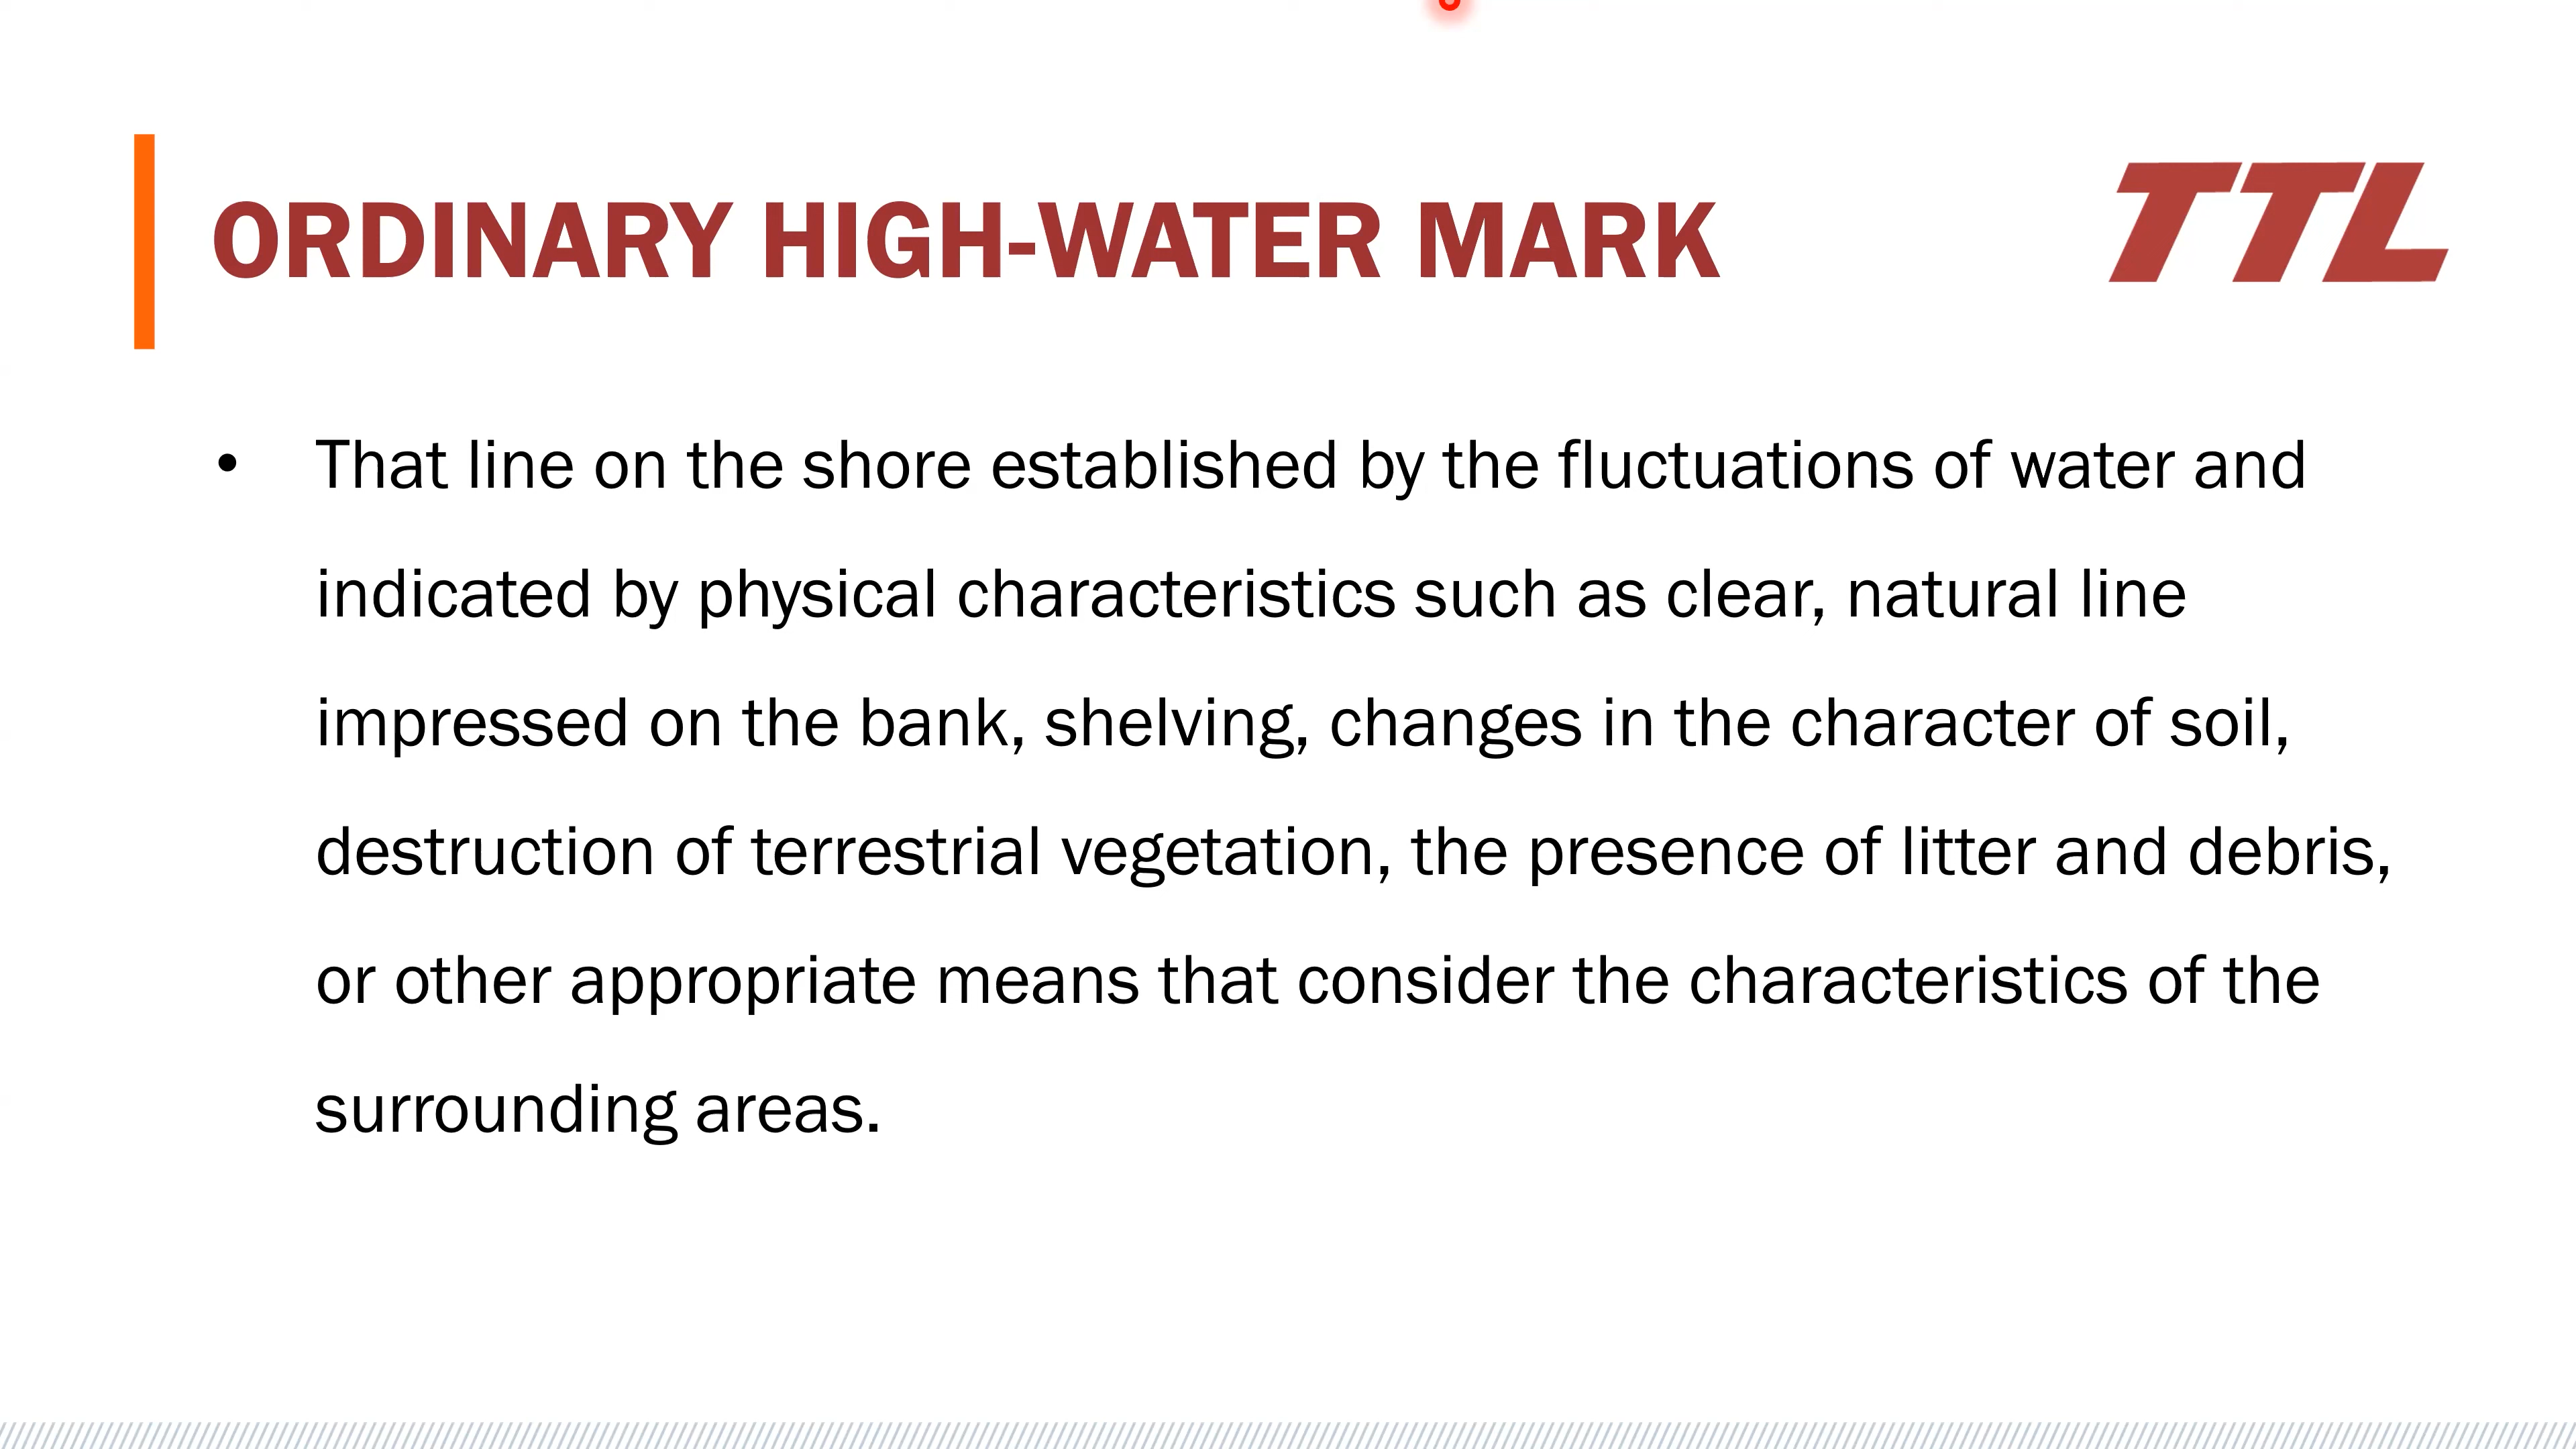 ORDINARY HIGH-WATER MARK
TTL
• That line on the shore established by the fluctuations of water and
indicated by physical characteristics such as clear, natural line
impressed on the bank, shelving, changes in the character of soil,
destruction of terrestrial vegetation, the presence of litter and debris,
or other appropriate means that consider the characteristics of the
surrounding areas.